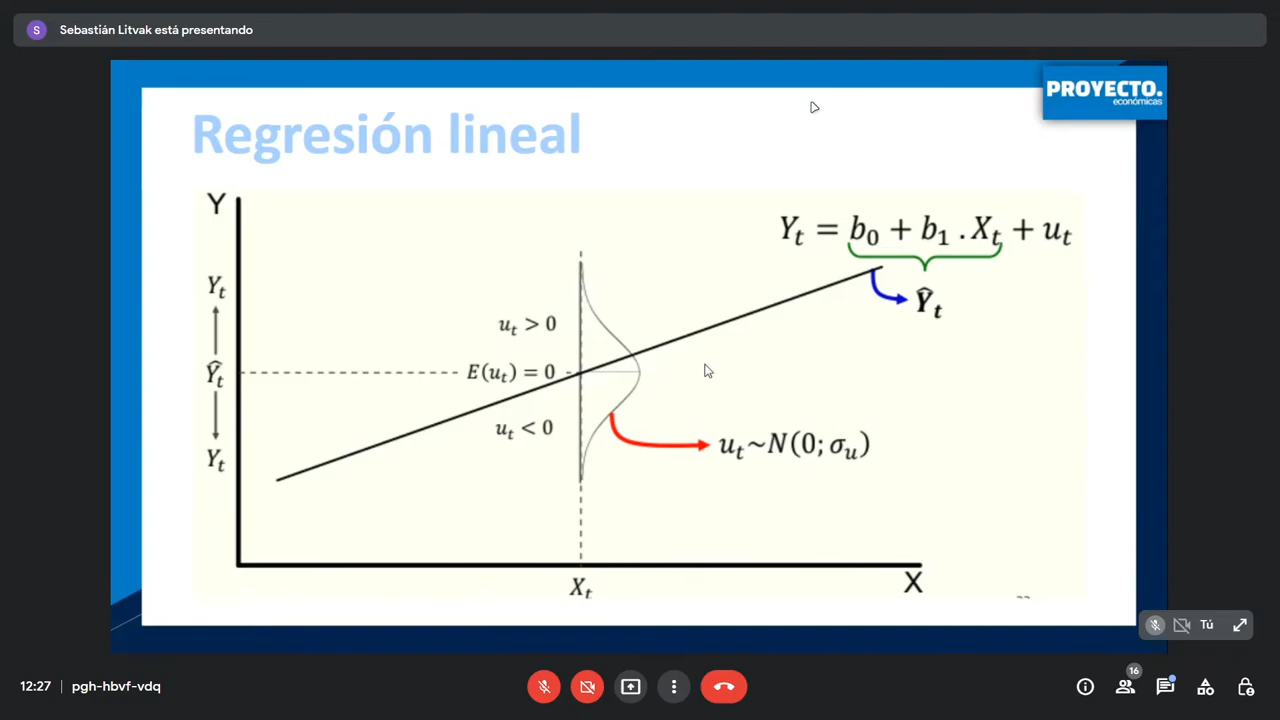 S Sebastián Litvak está presentando
PROYECTO.
económicas
Regresión lineal
Y
Yₜ = b₀ + b₁ . Xₜ + uₜ
Ŷₜ
Yₜ
uₜ > 0
Ŷₜ
E(uₜ) = 0
uₜ < 0
Yₜ
uₜ~N(0; σᵤ)
Xₜ
X
Tú
12:27 | pgh-hbvf-vdq
16